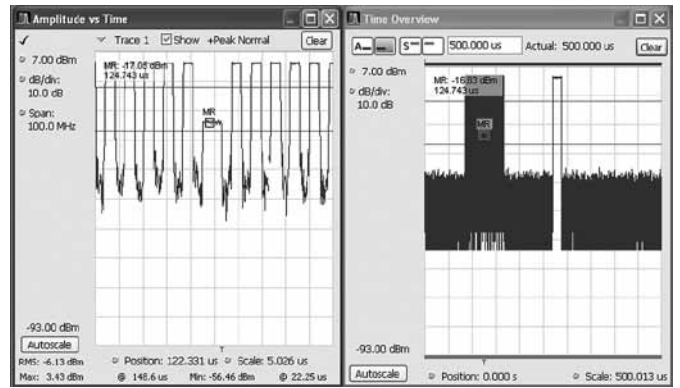 Amplitude vs Time
Trace 1 Show +Peak Normal Clear
7.00 dBm
dB/div:
10.0 dB
Span:
100.0 MHz
MR: -17.05 dBm
124.743 us
MR
-93.00 dBm
Autoscale
Position: 122.331 us Scale: 5.026 us
RMS: -6.13 dBm
Max: 3.43 dBm @ 148.6 us Min: -56.46 dBm @ 22.25 us
Time Overview
A S 500.000 us Actual: 500.000 us Clear
7.00 dBm
dB/div:
10.0 dB
MR: -16.83 dBm
124.743 us
MR
-93.00 dBm
Autoscale Position: 0.000 s Scale: 500.013 us